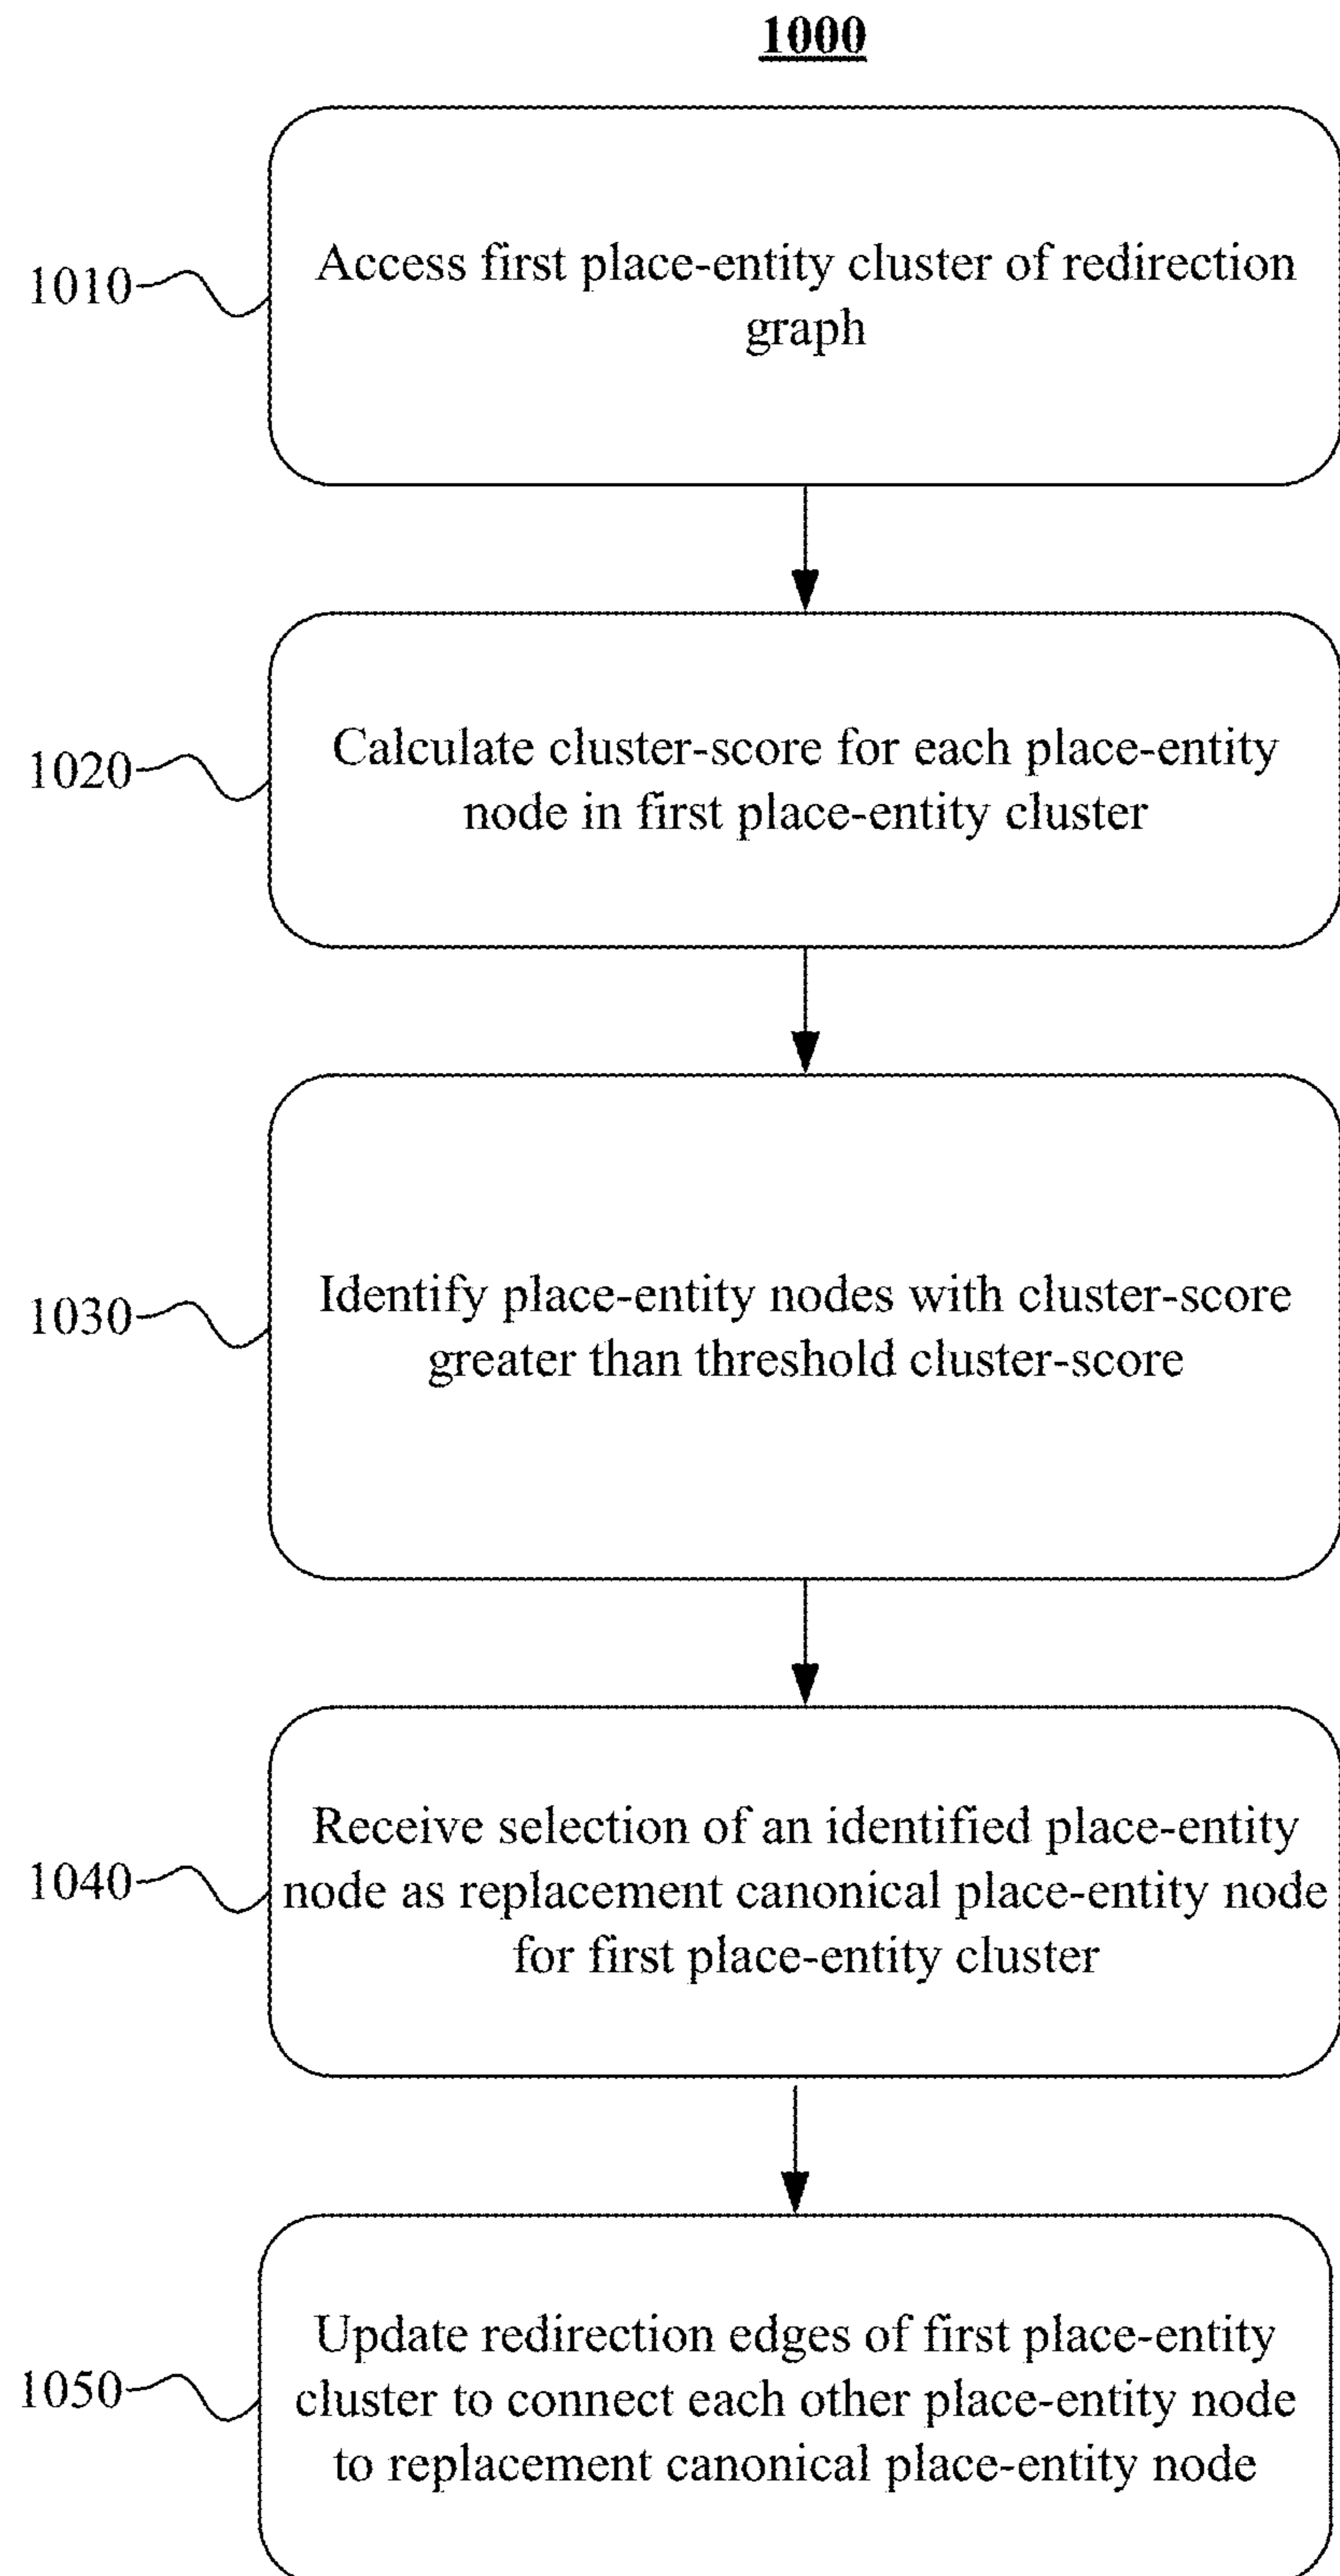 1000
1010
Access first place-entity cluster of redirection
graph
1020
Calculate cluster-score for each place-entity
node in first place-entity cluster
1030
Identify place-entity nodes with cluster-score
greater than threshold cluster-score
1040
Receive selection of an identified place-entity
node as replacement canonical place-entity node
for first place-entity cluster
1050
Update redirection edges of first place-entity
cluster to connect each other place-entity node
to replacement canonical place-entity node